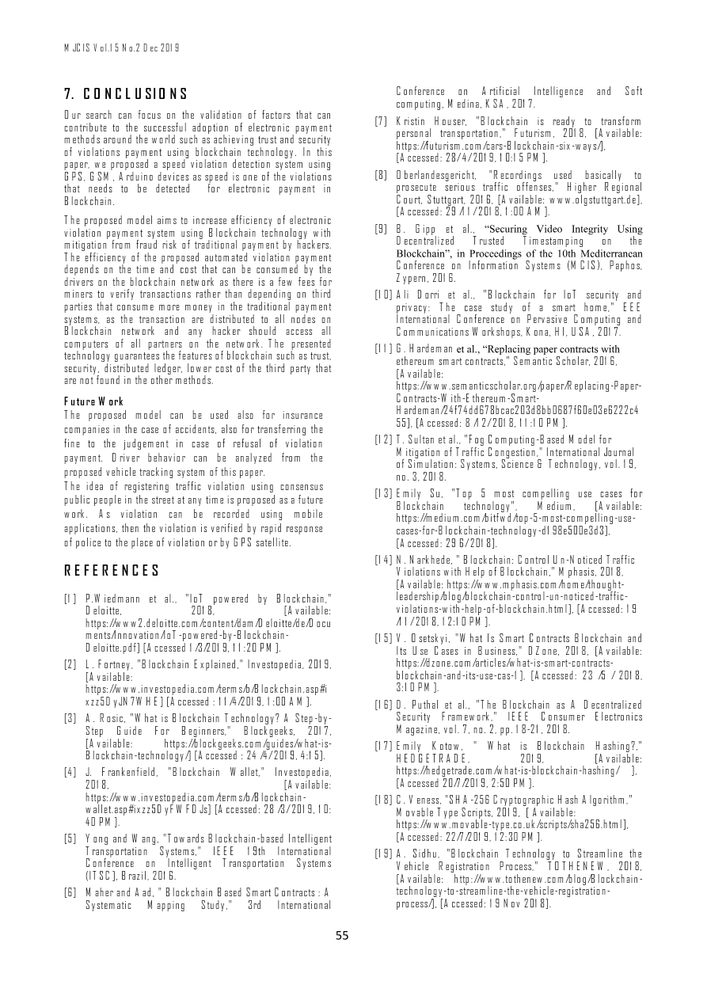 MJCIS Vol.15 No.2 Dec 2019
7. CONCLUSIONS
Our search can focus on the validation of factors that can
contribute to the successful adoption of electronic payment
methods around the world such as achieving trust and security
of violations payment using blockchain technology. In this
paper, we proposed a speed violation detection system using
GPS, GSM, Arduino devices as speed is one of the violations
that needs to be detected for electronic payment in
Blockchain.
The proposed model aims to increase efficiency of electronic
violation payment system using Blockchain technology with
mitigation from fraud risk of traditional payment by hackers.
The efficiency of the proposed automated violation payment
depends on the time and cost that can be consumed by the
drivers on the blockchain network as there is a few fees for
miners to verify transactions rather than depending on third
parties that consume more money in the traditional payment
systems, as the transaction are distributed to all nodes on
Blockchain network and any hacker should access all
computers of all partners on the network. The presented
technology guarantees the features of blockchain such as trust,
security, distributed ledger, lower cost of the third party that
are not found in the other methods.
Future Work
The proposed model can be used also for insurance
companies in the case of accidents, also for transferring the
fine to the judgement in case of refusal of violation
payment. Driver behavior can be analyzed from the
proposed vehicle tracking system of this paper.
The idea of registering traffic violation using consensus
public people in the street at any time is proposed as a future
work. As violation can be recorded using mobile
applications, then the violation is verified by rapid response
of police to the place of violation or by GPS satellite.
REFERENCES
[1] P.Wiedmann et al., "IoT powered by Blockchain,"
Deloitte, 2018, [Available:
https://www2.deloitte.com/content/dam/Deloitte/de/Docu
ments/Innovation/IoT-powered-by-Blockchain-
Deloitte.pdf] [Accessed 1/3/2019, 11:20 PM].
[2] L. Fortney, "Blockchain Explained," Investopedia, 2019,
[Available:
https://www.investopedia.com/terms/b/Blockchain.asp#i
xzz5OyJN7WHE] [Accessed : 11/4/2019, 1:00 AM].
[3] A. Rosic, "What is Blockchain Technology? A Step-by-
Step Guide For Beginners," Blockgeeks, 2017,
[Available: https://blockgeeks.com/guides/what-is-
Blockchain-technology/] [Accessed : 24 /4/2019, 4:15].
[4] J. Frankenfield, "Blockchain Wallet," Investopedia,
2018, [Available:
https://www.investopedia.com/terms/b/Blockchain-
wallet.asp#ixzz5OyFWFDJs] [Accessed: 28 /3/2019, 10:
40 PM].
[5] Yong and Wang, "Towards Blockchain-based Intelligent
Transportation Systems," IEEE 19th International
Conference on Intelligent Transportation Systems
(ITSC), Brazil, 2016.
[6] Maher and Aad, " Blockchain Based Smart Contracts : A
Systematic Mapping Study," 3rd International
Conference on Artificial Intelligence and Soft
computing, Medina, KSA, 2017.
[7] Kristin Houser, "Blockchain is ready to transform
personal transportation," Futurism, 2018, [Available:
https://futurism.com/cars-Blockchain-six-ways/],
[Accessed: 28/4/2019, 10:15 PM].
[8] Oberlandesgericht, "Recordings used basically to
prosecute serious traffic offenses," Higher Regional
Court, Stuttgart, 2016, [Available: www.olgstuttgart.de],
[Accessed: 29 /11/2018, 1:00 AM].
[9] B. Gipp et al., “Securing Video Integrity Using
Decentralized Trusted Timestamping on the
Blockchain”, in Proceedings of the 10th Mediterranean
Conference on Information Systems (MCIS), Paphos,
Zypern, 2016.
[10] Ali Dorri et al., "Blockchain for IoT security and
privacy: The case study of a smart home," EEE
International Conference on Pervasive Computing and
Communications Workshops, Kona, HI, USA, 2017.
[11] G. Hardeman et al., “Replacing paper contracts with
ethereum smart contracts," Semantic Scholar, 2016,
[Available:
https://www.semanticscholar.org/paper/Replacing-Paper-
Contracts-With-Ethereum-Smart-
Hardeman/24f74dd678bcac203d8bb0687f60e03e6222c4
55], [Accessed: 8 /12/2018, 11:10 PM].
[12] T. Sultan et al., "Fog Computing-Based Model for
Mitigation of Traffic Congestion," International Journal
of Simulation: Systems, Science & Technology, vol. 19,
no. 3, 2018.
[13] Emily Su, "Top 5 most compelling use cases for
Blockchain technology", Medium, [Available:
https://medium.com/bitfwd/top-5-most-compelling-use-
cases-for-Blockchain-technology-d198e500e3d3],
[Accessed: 29 6/2018].
[14] N. Narkhede, " Blockchain: Control Un-Noticed Traffic
Violations with Help of Blockchain," Mphasis, 2018,
[Available: https://www.mphasis.com/home/thought-
leadership/blog/blockchain-control-un-noticed-traffic-
violations-with-help-of-blockchain.html], [Accessed: 19
/11/2018, 12:10 PM].
[15] V. Osetskyi, "What Is Smart Contracts Blockchain and
Its Use Cases in Business," DZone, 2018, [Available:
https://dzone.com/articles/what-is-smart-contracts-
blockchain-and-its-use-cas-1], [Accessed: 23 /5 / 2018,
3:10 PM].
[16] D. Puthal et al., "The Blockchain as A Decentralized
Security Framework," IEEE Consumer Electronics
Magazine, vol. 7, no. 2, pp. 18-21, 2018.
[17] Emily Kotow, " What is Blockchain Hashing?,"
HEDGETRADE, 2019, [Available:
https://hedgetrade.com/what-is-blockchain-hashing/ ],
[Accessed 20/7/2019, 2:50 PM].
[18] C. Veness, "SHA-256 Cryptographic Hash Algorithm,"
Movable Type Scripts, 2019, [ Available:
https://www.movable-type.co.uk/scripts/sha256.html],
[Accessed: 22/7/2019, 12:30 PM].
[19] A. Sidhu, "Blockchain Technology to Streamline the
Vehicle Registration Process," TOTHENEW, 2018,
[Available: http://www.tothenew.com/blog/Blockchain-
technology-to-streamline-the-vehicle-registration-
process/], [Accessed: 19 Nov 2018].
55